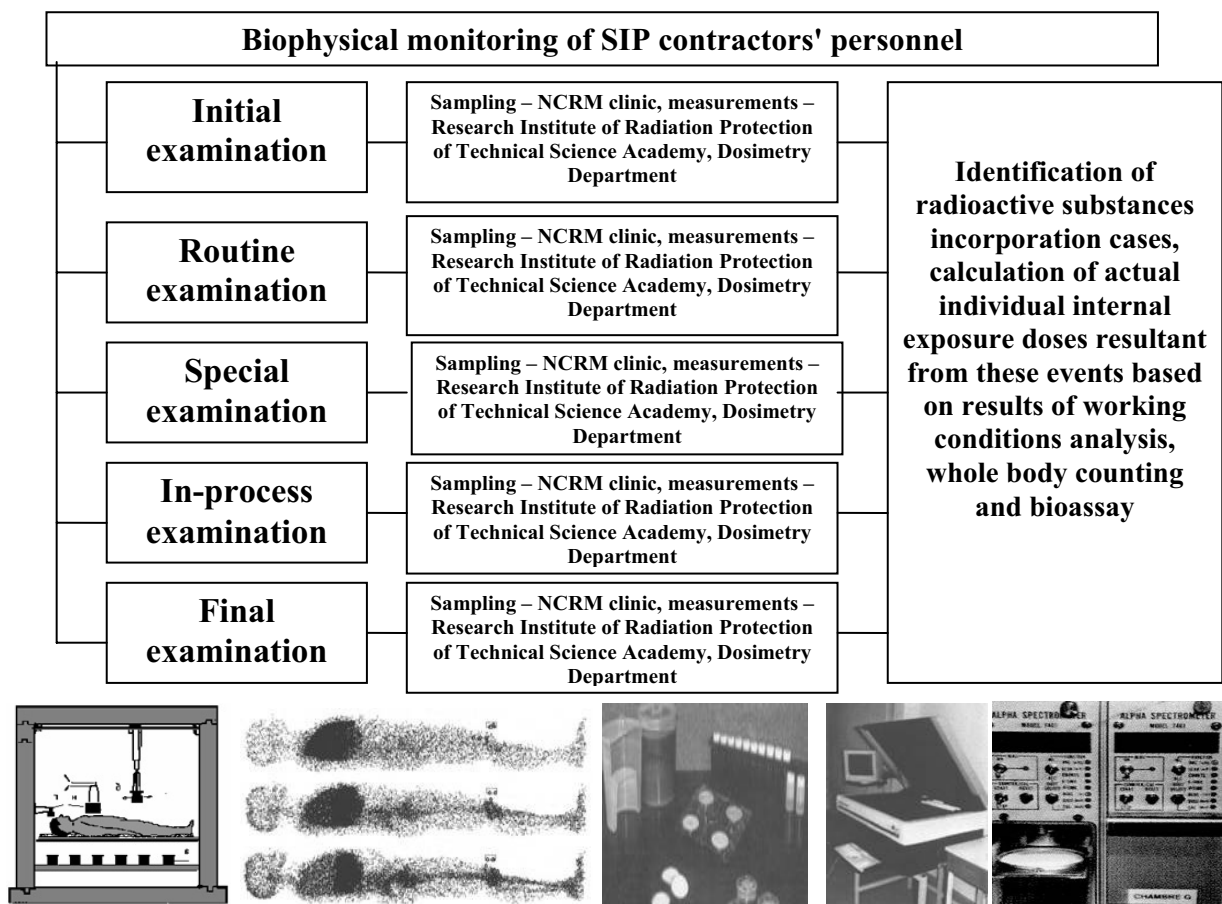 Biophysical monitoring of SIP contractors' personnel
Initial
examination
Sampling – NCRM clinic, measurements –
Research Institute of Radiation Protection
of Technical Science Academy, Dosimetry
Department
Routine
examination
Sampling – NCRM clinic, measurements –
Research Institute of Radiation Protection
of Technical Science Academy, Dosimetry
Department
Special
examination
Sampling – NCRM clinic, measurements –
Research Institute of Radiation Protection
of Technical Science Academy, Dosimetry
Department
In-process
examination
Sampling – NCRM clinic, measurements –
Research Institute of Radiation Protection
of Technical Science Academy, Dosimetry
Department
Final
examination
Sampling – NCRM clinic, measurements –
Research Institute of Radiation Protection
of Technical Science Academy, Dosimetry
Department
Identification of
radioactive substances
incorporation cases,
calculation of actual
individual internal
exposure doses resultant
from these events based
on results of working
conditions analysis,
whole body counting
and bioassay
ALPHA SPECTROMETER
ALPHA SPECTROMETER
CHAMBRE G